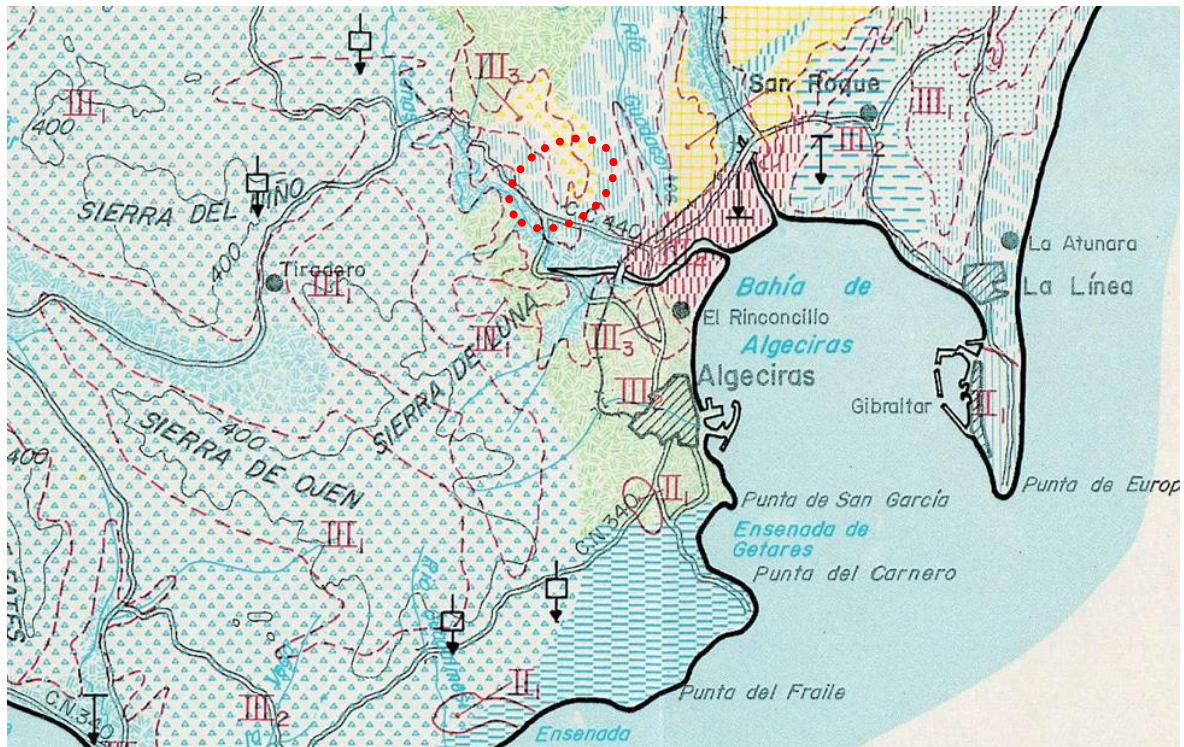 III₃
RÍO
San Roque
III₁
400
III₁
III₂
SIERRA DEL NIÑO
C.C. 440
400
La Atunara
Tiradero
III₁
Bahía de
Algeciras
La Línea
SIERRA DE LUNA
El Rinconcillo
III₁
III₃
Algeciras
III₂
Gibraltar
II₁
400
SIERRA DE OJEN
400
Punta de Europ
C.N. 340
II₁
Punta de San García
Ensenada de
Getares
III₁
Punta del Carnero
RÍO
II₁
Punta del Fraile
C.N. 340
III₂
Ensenada